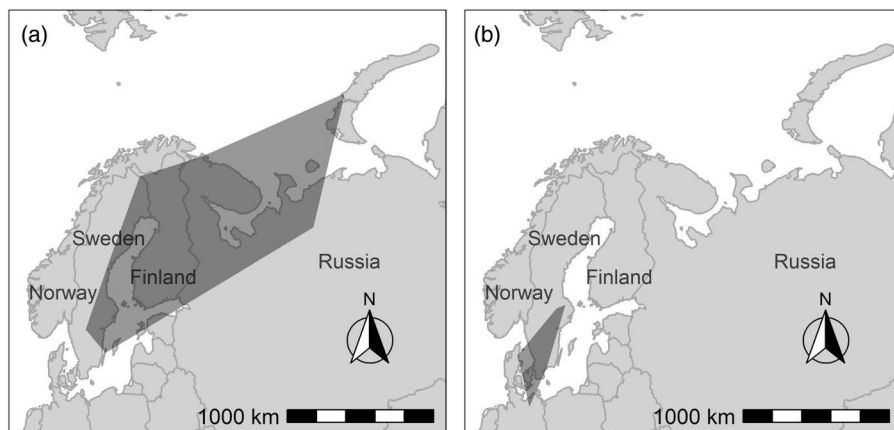 (a)
Sweden
Finland
Norway
Russia
N
1000 km
(b)
Sweden
Finland
Norway
Russia
N
1000 km